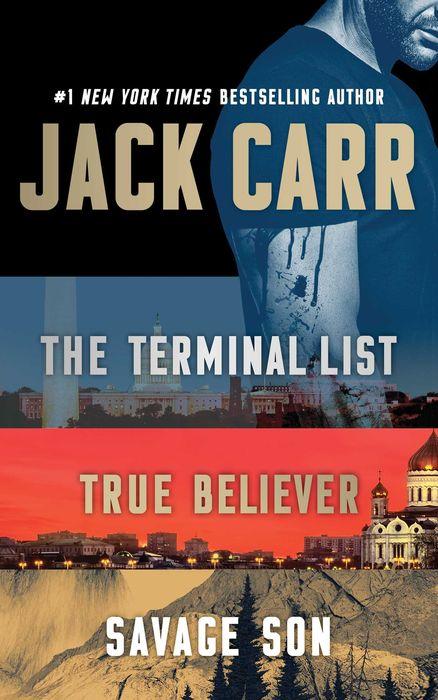 #1 NEW YORK TIMES BESTSELLING AUTHOR
JACK CARR
THE TERMINAL LIST
TRUE BELIEVER
SAVAGE SON